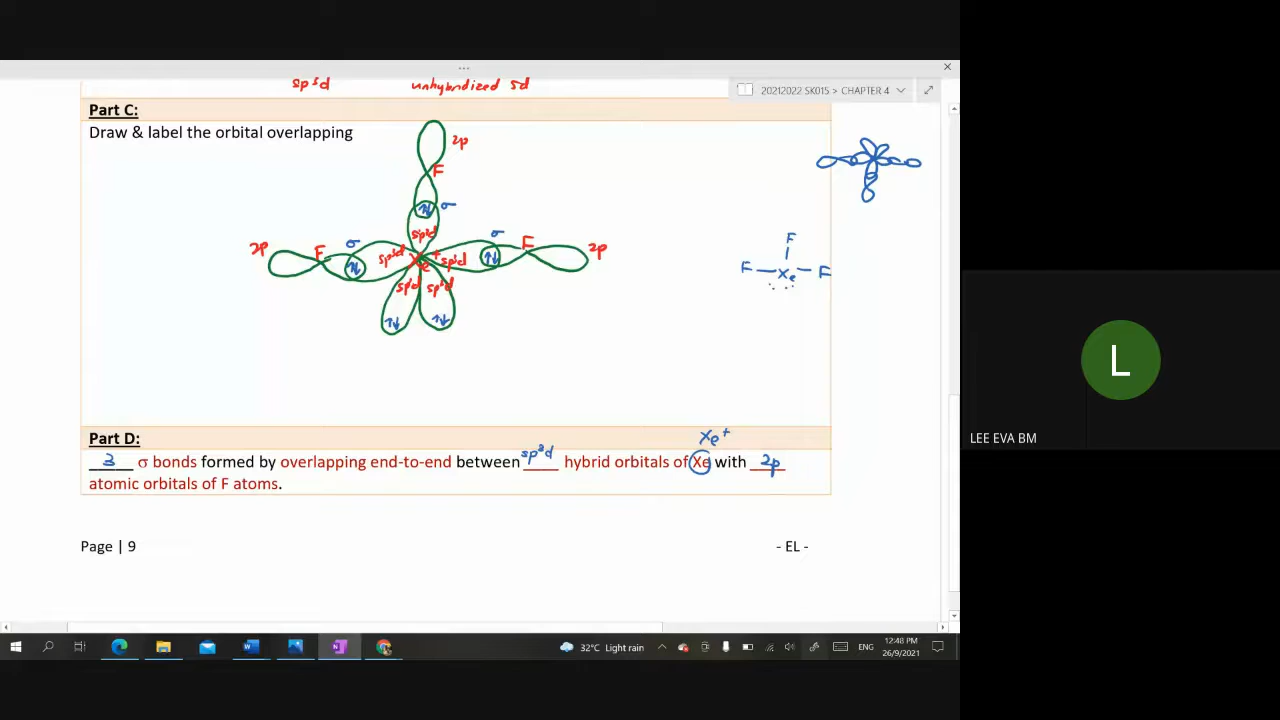 sp³d unhybridized 5d
20212022 SK015 > CHAPTER 4
Part C:
Draw & label the orbital overlapping
2p
F
σ
sp³d
2p F σ sp³d Xe⁺ sp³d σ F 2p
sp³d sp³d
F
F—Xe—F
Part D:
Xe⁺
3 σ bonds formed by overlapping end-to-end between sp³d hybrid orbitals of Xe with 2p
atomic orbitals of F atoms.
Page | 9
- EL -
L
LEE EVA BM
32°C Light rain
ENG
12:48 PM
26/9/2021